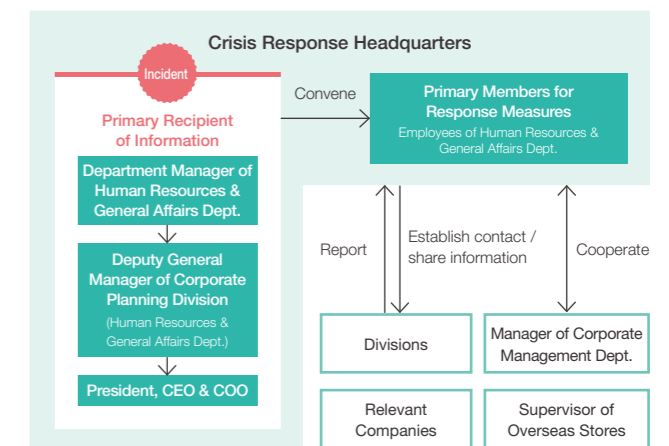 Crisis Response Headquarters
Incident
Primary Recipient
of Information
Department Manager of
Human Resources &
General Affairs Dept.
Deputy General
Manager of Corporate
Planning Division
(Human Resources &
General Affairs Dept.)
President, CEO & COO
Convene
Primary Members for
Response Measures
Employees of Human Resources &
General Affairs Dept.
Report
Establish contact /
share information
Cooperate
Divisions
Manager of Corporate
Management Dept.
Relevant
Companies
Supervisor of
Overseas Stores